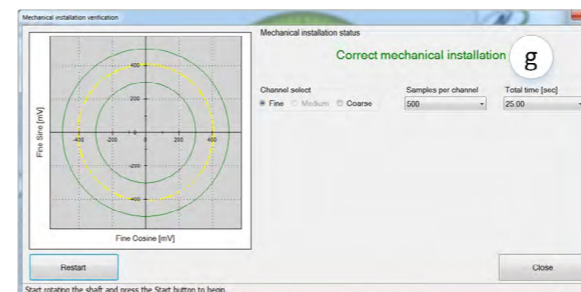 Mechanical installation verification
Mechanical installation status
Correct mechanical installation
g
Channel select
Fine
Medium
Coarse
Samples per channel
500
Total time [sec]
25.00
Fine Sine [mV]
400
200
-400
-200
0
0
200
400
-200
-400
Fine Cosine [mV]
Restart
Close
Start rotating the shaft and press the Start button to begin.